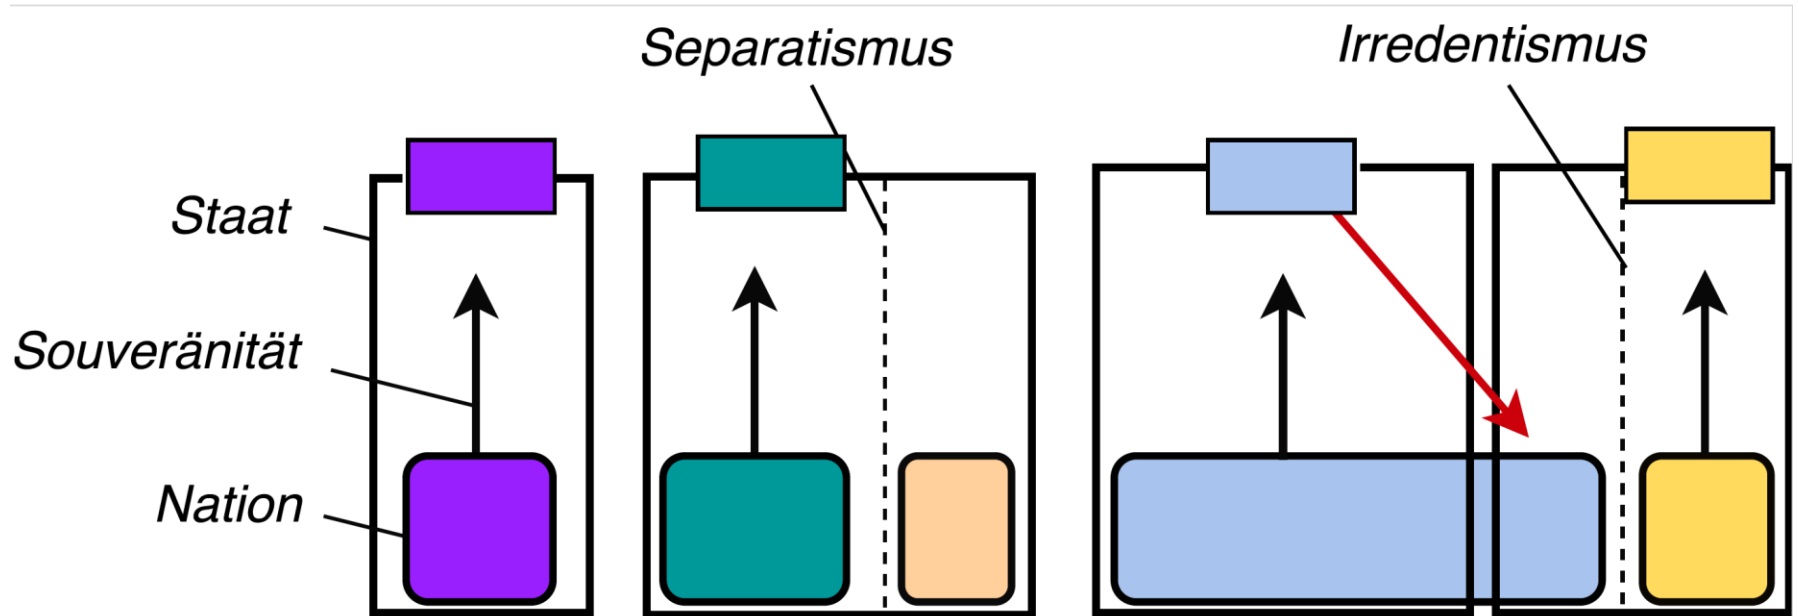 Separatismus
Irredentismus
Staat
Souveränität
Nation